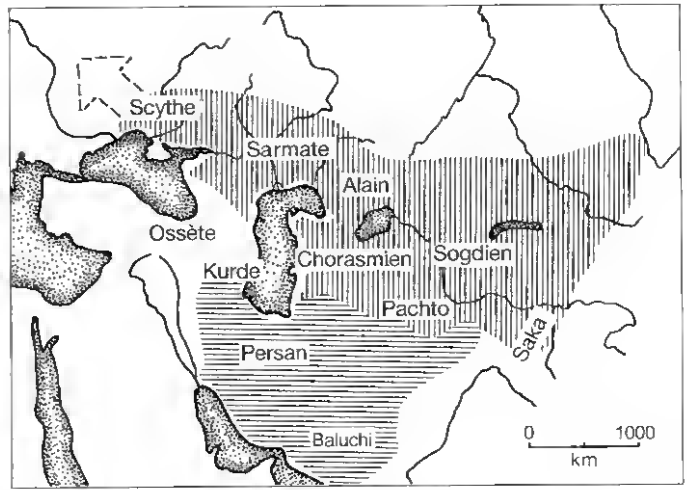 Scythe
Sarmate
Alain
Ossète
Kurde
Chorasmien
Sogdien
Pachto
Saka
Persan
Baluchi
0 1000
km